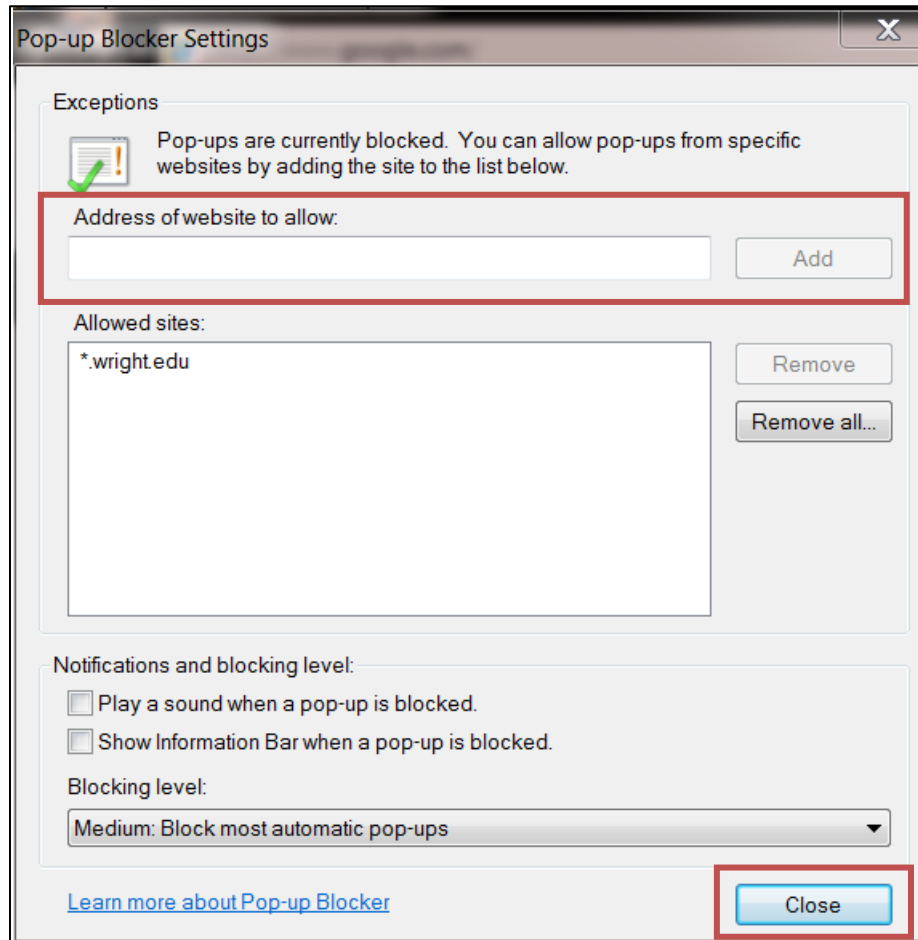 Pop-up Blocker Settings
Exceptions
Pop-ups are currently blocked. You can allow pop-ups from specific
websites by adding the site to the list below.
Address of website to allow:
Add
Allowed sites:
*.wright.edu
Remove
Remove all...
Notifications and blocking level:
Play a sound when a pop-up is blocked.
Show Information Bar when a pop-up is blocked.
Blocking level:
Medium: Block most automatic pop-ups
Learn more about Pop-up Blocker
Close